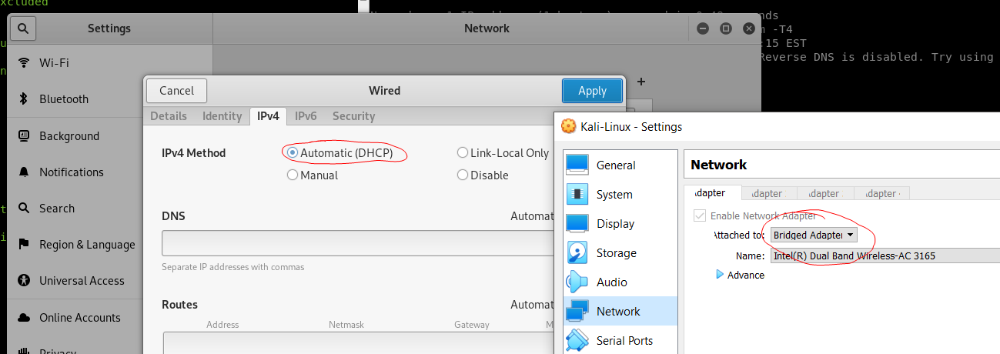 xcluded
nds
Settings
Network
n -T4
:15 EST
Reverse DNS is disabled. Try using
Wi-Fi
Bluetooth
Background
Notifications
Search
Region & Language
Universal Access
Online Accounts
Privacy
Cancel
Wired
Apply
Details Identity IPv4 IPv6 Security
IPv4 Method
Automatic (DHCP)
Link-Local Only
Manual
Disable
DNS
Automat
Separate IP addresses with commas
Routes
Automat
Address Netmask Gateway M
Kali-Linux - Settings
General
System
Display
Storage
Audio
Network
Serial Ports
Network
dapter dapter dapter dapter
Enable Network Adapter
Attached to: Bridged Adapter
Name: Intel(R) Dual Band Wireless-AC 3165
Advance